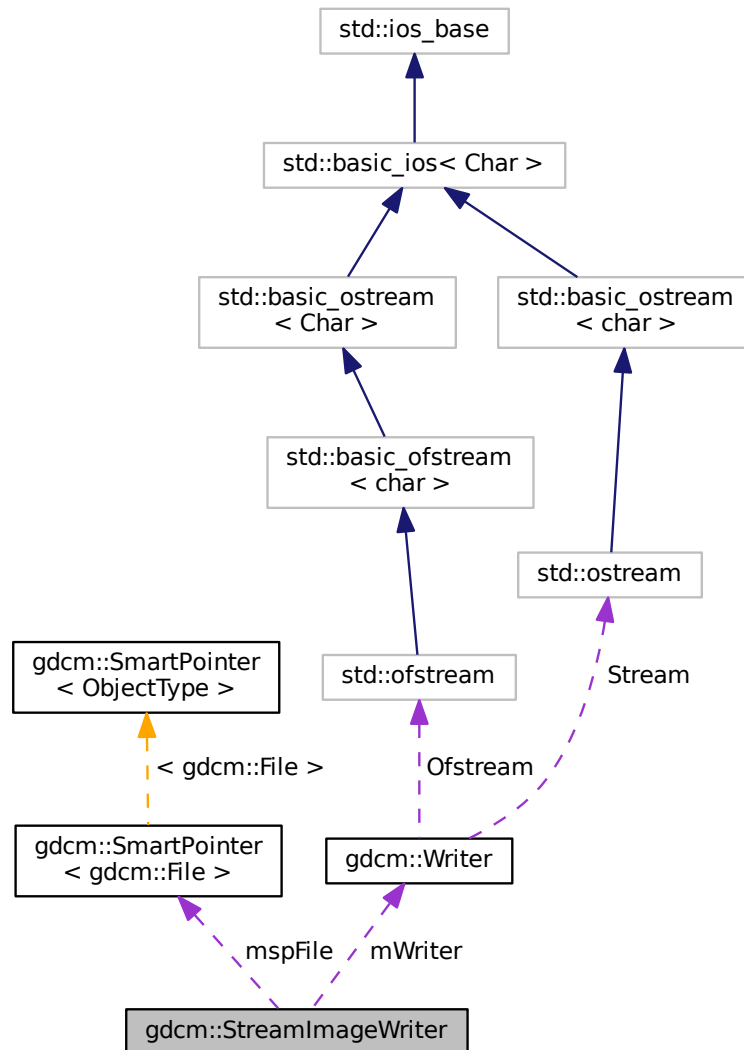 std::ios_base
std::basic_ios< Char >
std::basic_ostream
< Char >
std::basic_ostream
< char >
std::basic_ofstream
< char >
std::ostream
gdcm::SmartPointer
< ObjectType >
std::ofstream
Stream
< gdcm::File >
Ofstream
gdcm::SmartPointer
< gdcm::File >
gdcm::Writer
mspFile
mWriter
gdcm::StreamImageWriter